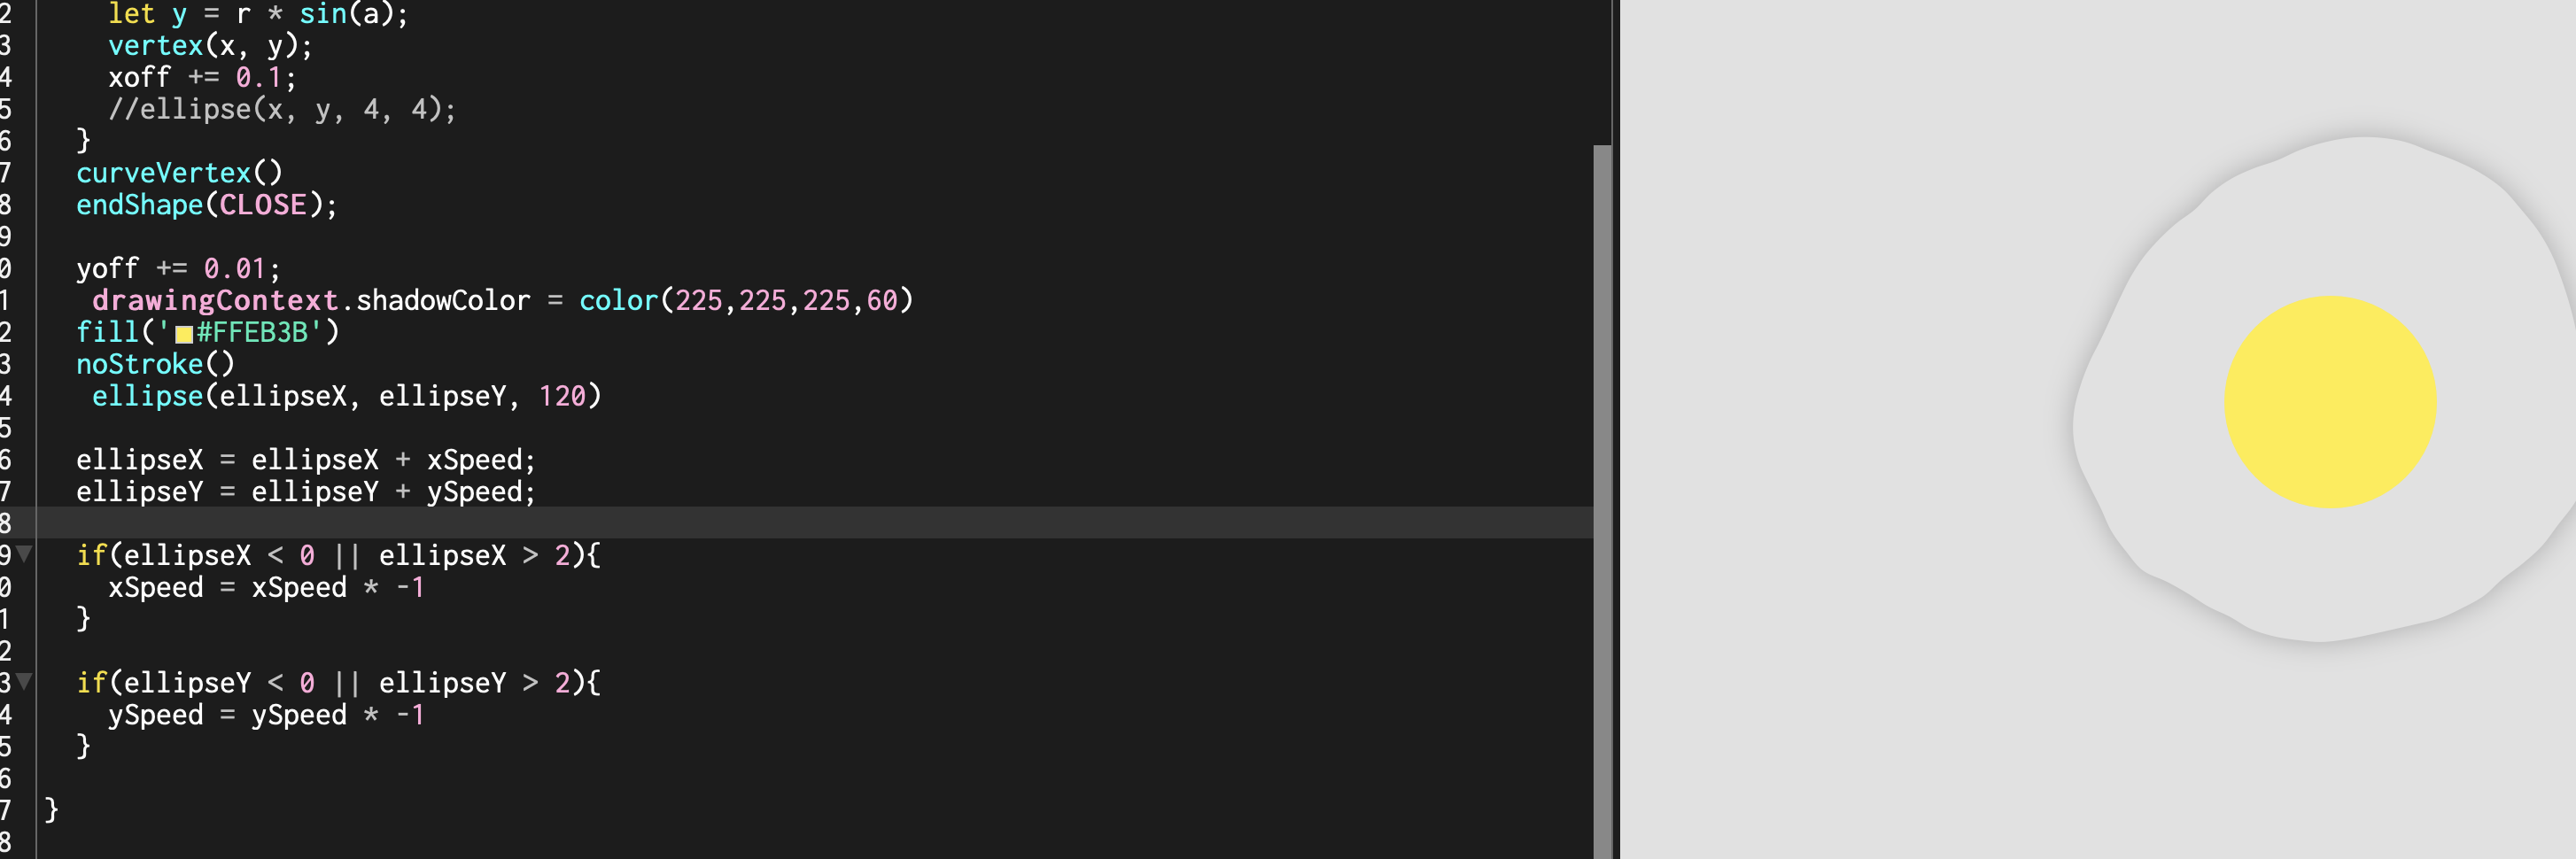 2 let y = r * sin(a);
3 vertex(x, y);
4 xoff += 0.1;
5 //ellipse(x, y, 4, 4);
6 }
7 curveVertex()
8 endShape(CLOSE);
9
0 yoff += 0.01;
1 drawingContext.shadowColor = color(225,225,225,60)
2 fill('#FFEB3B')
3 noStroke()
4 ellipse(ellipseX, ellipseY, 120)
5
6 ellipseX = ellipseX + xSpeed;
7 ellipseY = ellipseY + ySpeed;
8
9 if(ellipseX < 0 || ellipseX > 2){
0 xSpeed = xSpeed * -1
1 }
2
3 if(ellipseY < 0 || ellipseY > 2){
4 ySpeed = ySpeed * -1
5 }
6
7 }
8